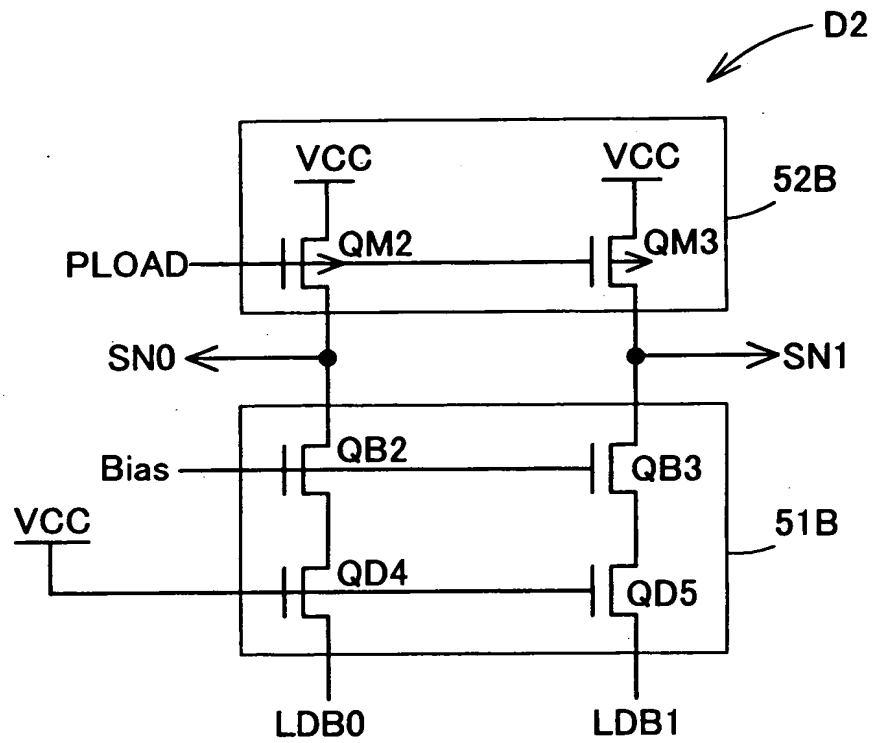 D2
VCC
VCC
52B
PLOAD
QM2
QM3
SN0
SN1
Bias
QB2
QB3
VCC
51B
QD4
QD5
LDB0
LDB1